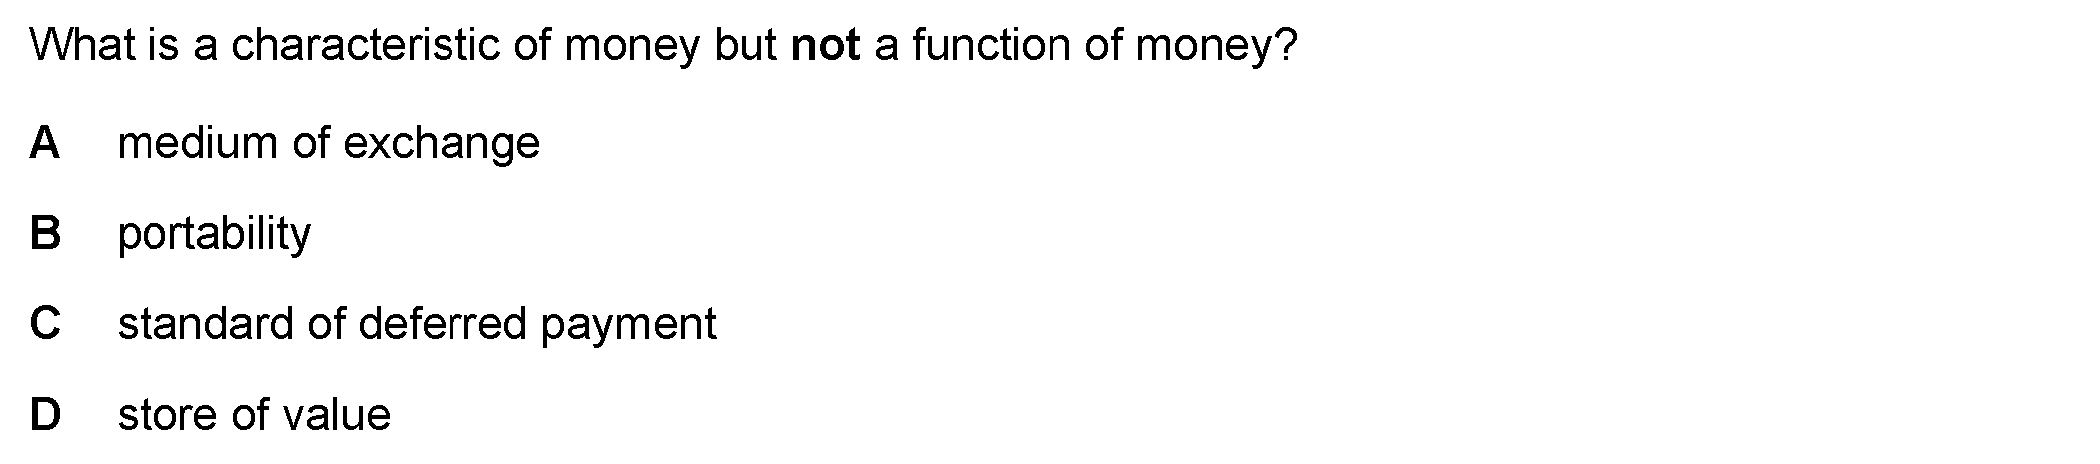 What is a characteristic of money but not a function of money?
A medium of exchange
B portability
C standard of deferred payment
D store of value